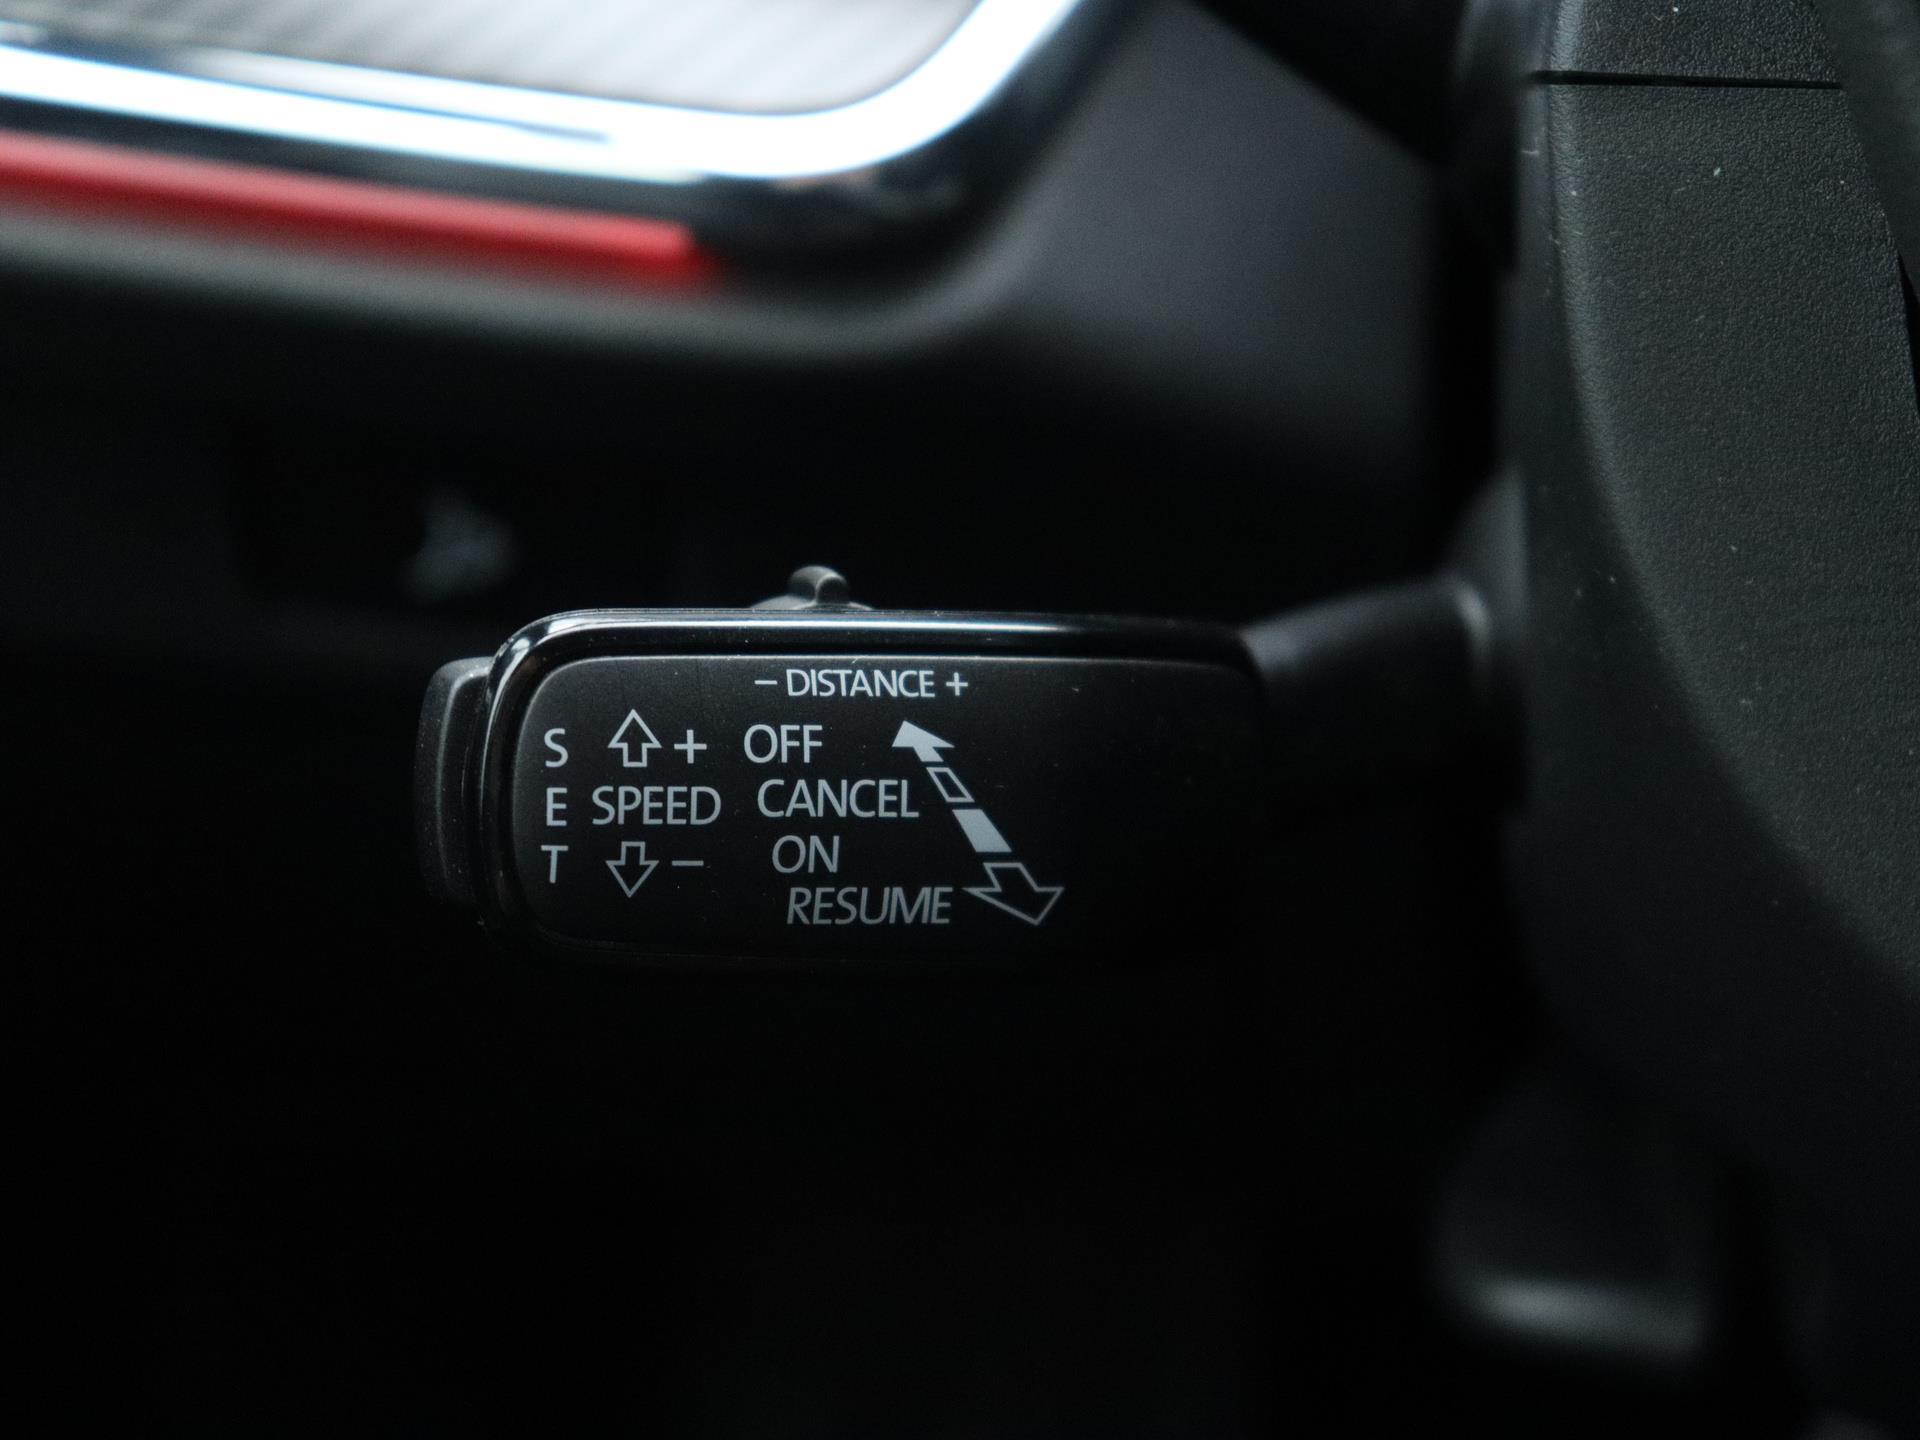 − DISTANCE +
S + OFF
E SPEED CANCEL
T − ON
RESUME